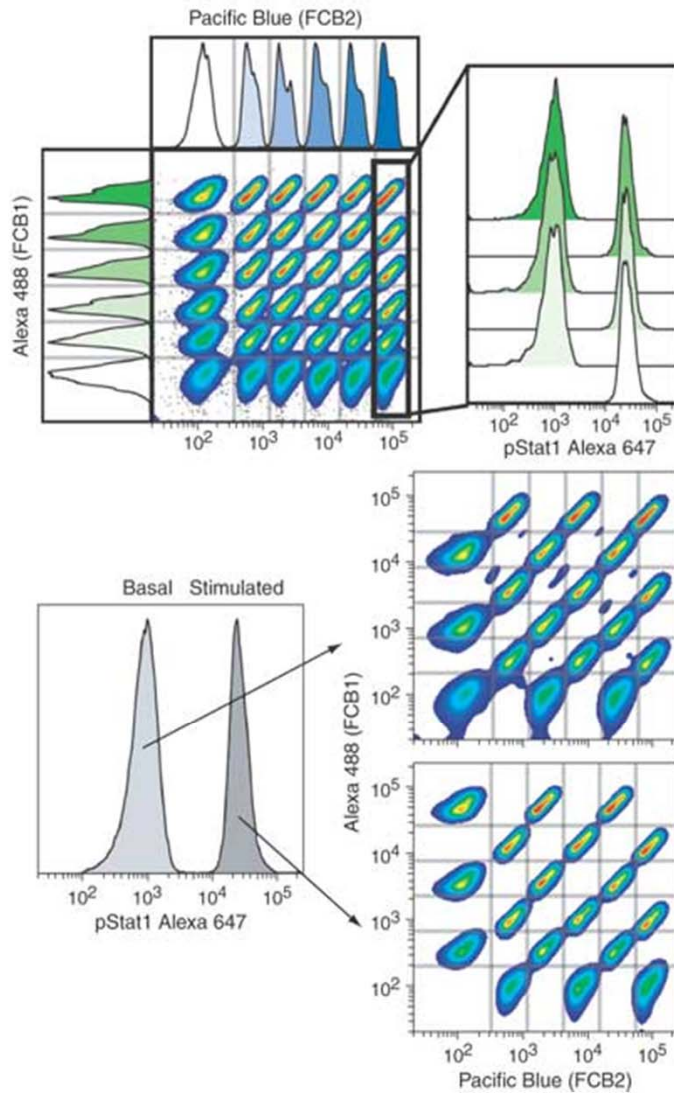 Pacific Blue (FCB2)
Alexa 488 (FCB1)
10² 10³ 10⁴ 10⁵
10² 10³ 10⁴ 10⁵
pStat1 Alexa 647
Basal Stimulated
10² 10³ 10⁴ 10⁵
pStat1 Alexa 647
Alexa 488 (FCB1)
10⁵
10⁴
10³
10²
10⁵
10⁴
10³
10²
10² 10³ 10⁴ 10⁵
Pacific Blue (FCB2)